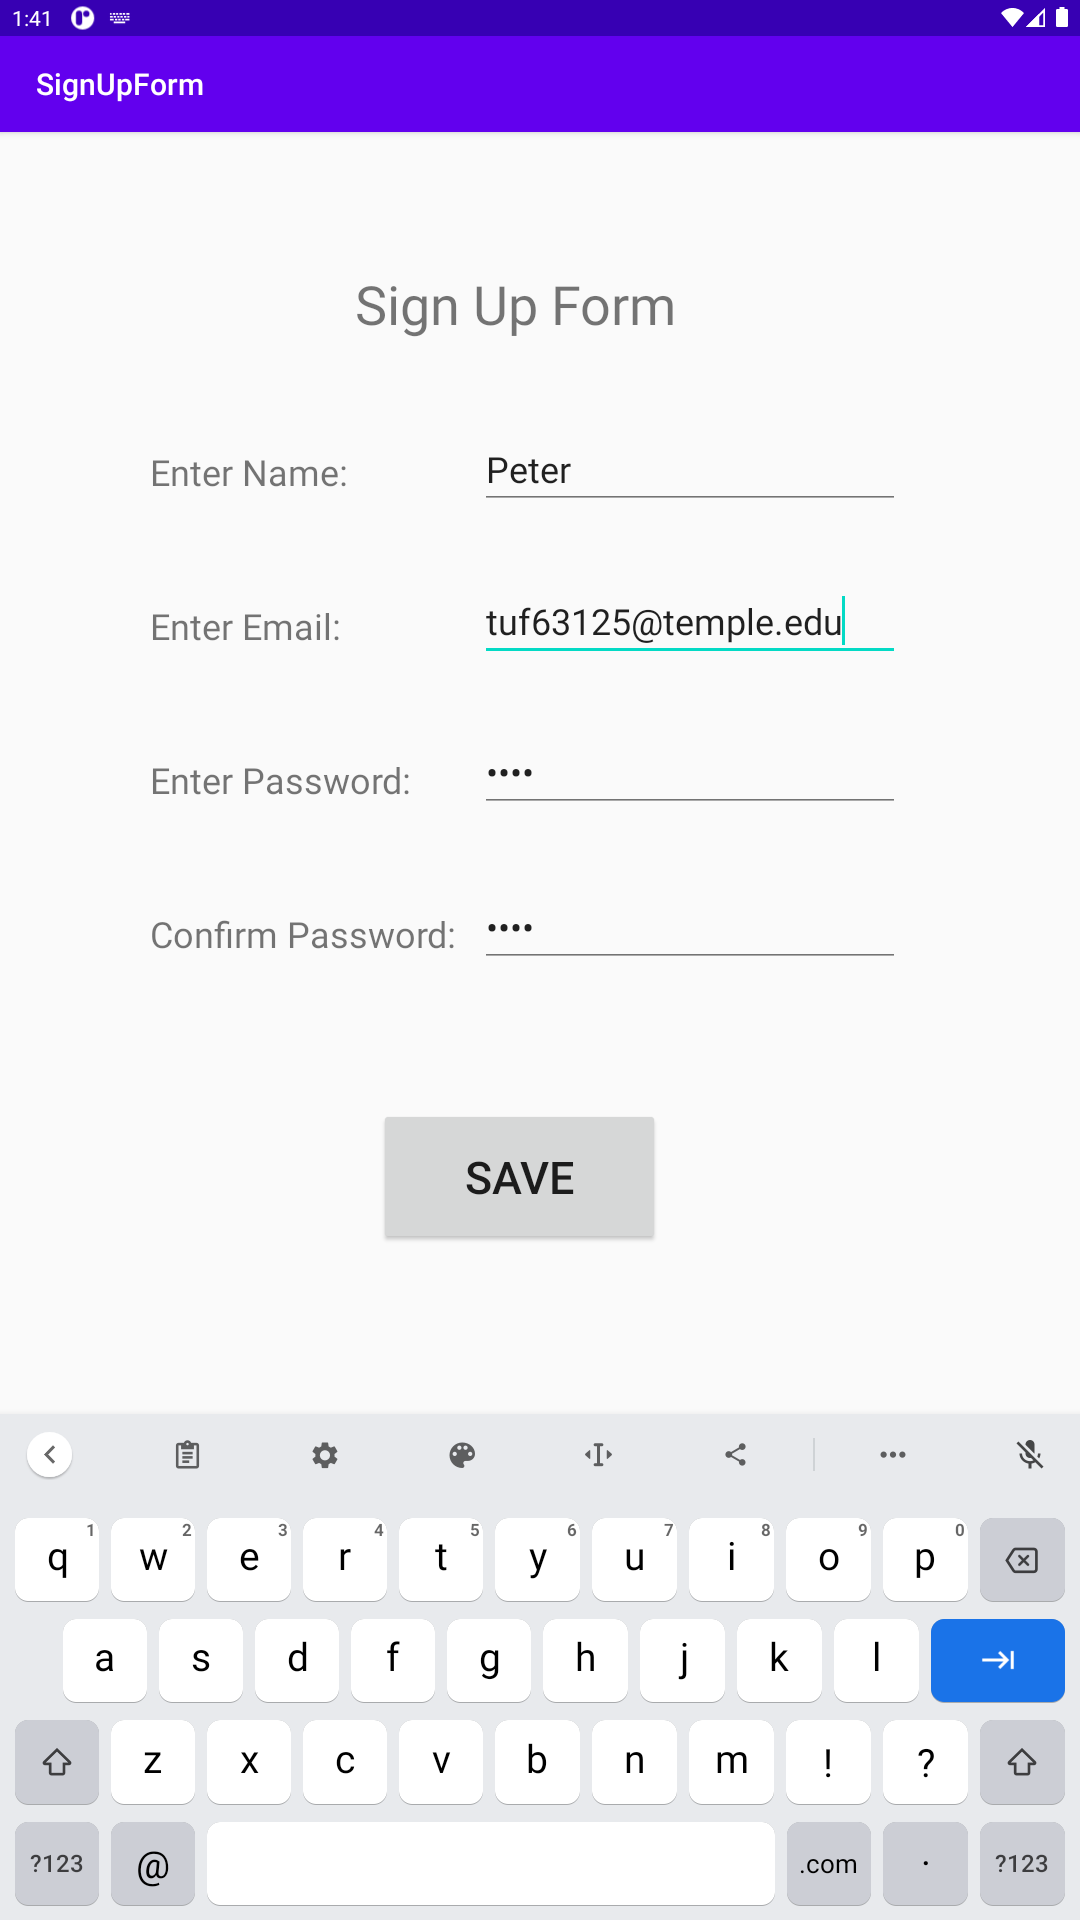 1:41
SignUpForm
Sign Up Form
Enter Name: Peter
Enter Email: tuf63125@temple.edu
Enter Password: ••••
Confirm Password: ••••
SAVE
q 1 w 2 e 3 r 4 t 5 y 6 u 7 i 8 o 9 p 0
a s d f g h j k l
z x c v b n m ! ?
?123 @ .com . ?123